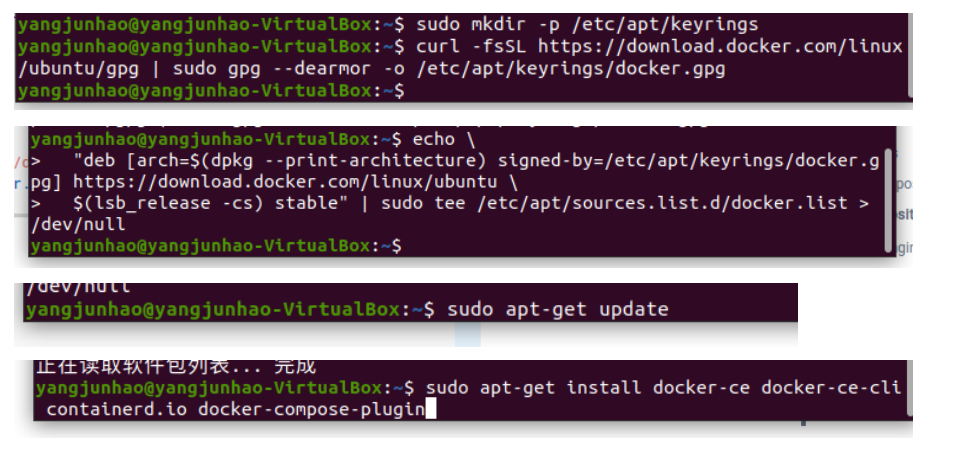 yangjunhao@yangjunhao-VirtualBox:~$ sudo mkdir -p /etc/apt/keyrings
yangjunhao@yangjunhao-VirtualBox:~$ curl -fsSL https://download.docker.com/linux
/ubuntu/gpg | sudo gpg --dearmor -o /etc/apt/keyrings/docker.gpg
yangjunhao@yangjunhao-VirtualBox:~$
yangjunhao@yangjunhao-VirtualBox:~$ echo \
>   "deb [arch=$(dpkg --print-architecture) signed-by=/etc/apt/keyrings/docker.g
pg] https://download.docker.com/linux/ubuntu \
>   $(lsb_release -cs) stable" | sudo tee /etc/apt/sources.list.d/docker.list >
/dev/null
yangjunhao@yangjunhao-VirtualBox:~$
/dev/null
yangjunhao@yangjunhao-VirtualBox:~$ sudo apt-get update
正在读取软件包列表... 完成
yangjunhao@yangjunhao-VirtualBox:~$ sudo apt-get install docker-ce docker-ce-cli
containerd.io docker-compose-plugin